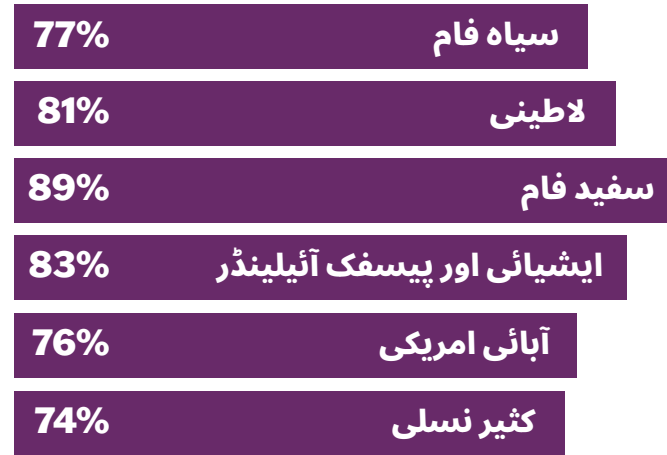 سیاہ فام 77%
لاطینی 81%
سفید فام 89%
ایشیائی اور پیسفک آئیلینڈر 83%
آبائی امریکی 76%
کثیر نسلی 74%